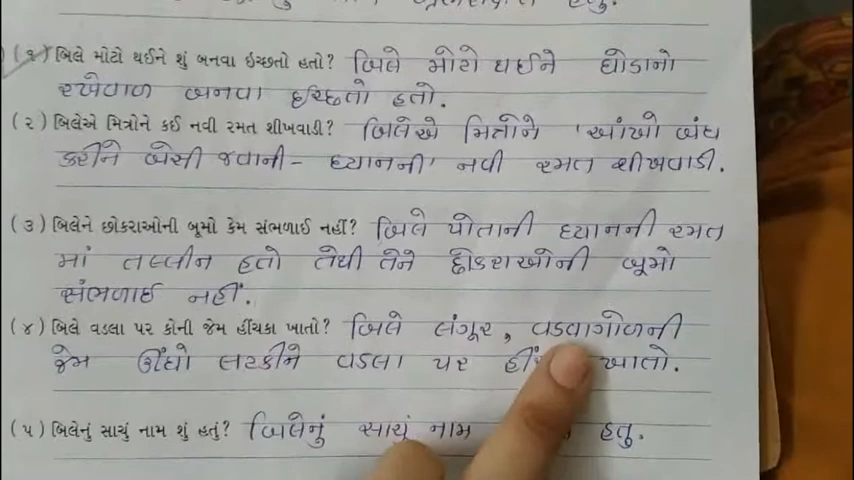 (૧) બિલે મોટો થઈને શું બનવા ઇચ્છતો હતો? બિલે મોટો થઈને ઘોડાનો
રખેવાળ બનવા ઇચ્છતો હતો.
(૨) બિલેએ મિત્રોને કઈ નવી રમત શીખવાડી? બિલેએ મિત્રોને 'આંખો બંધ
કરીને બેસી જવાની - ધ્યાનની' નવી રમત શીખવાડી.
(૩) બિલેને છોકરાઓની બૂમો કેમ સંભળાઈ નહીં? બિલે પોતાની ધ્યાનની રમત
માં તલ્લીન હતો તેથી તેને છોકરાઓની બૂમો
સંભળાઈ નહીં.
(૪) બિલે વડલા પર કોની જેમ હીંચકા ખાતો? બિલે લંગૂર, વડવાગોળની
જેમ ઊંધો લટકીને વડલા પર ખાતો.
(૫) બિલેનું સાચું નામ શું હતું? બિલેનું સાચું નામ હતુ.